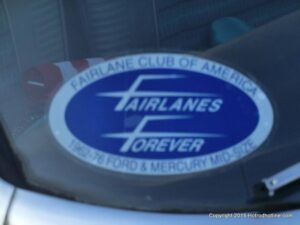 FAIRLANE CLUB OF AMERICA
FAIRLANES
FOREVER
1962-76 FORD & MERCURY MID-SIZE
Copyright 2015 Hotrodhotline.com